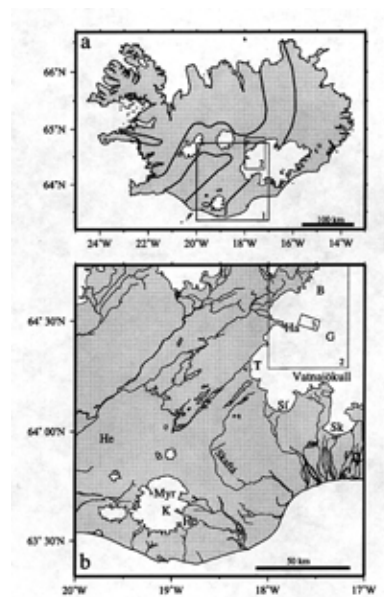 a
66°N
65°N
64°N
1
100 km
24°W 22°W 20°W 18°W 16°W 14°W
B
64°30'N
Ha
G
2
T
Vatnajökull
Sí
Sk
64°00'N
He
Skaftá
Myr
K
Hö
63°30'N
b
50 km
20°W 19°W 18°W 17°W